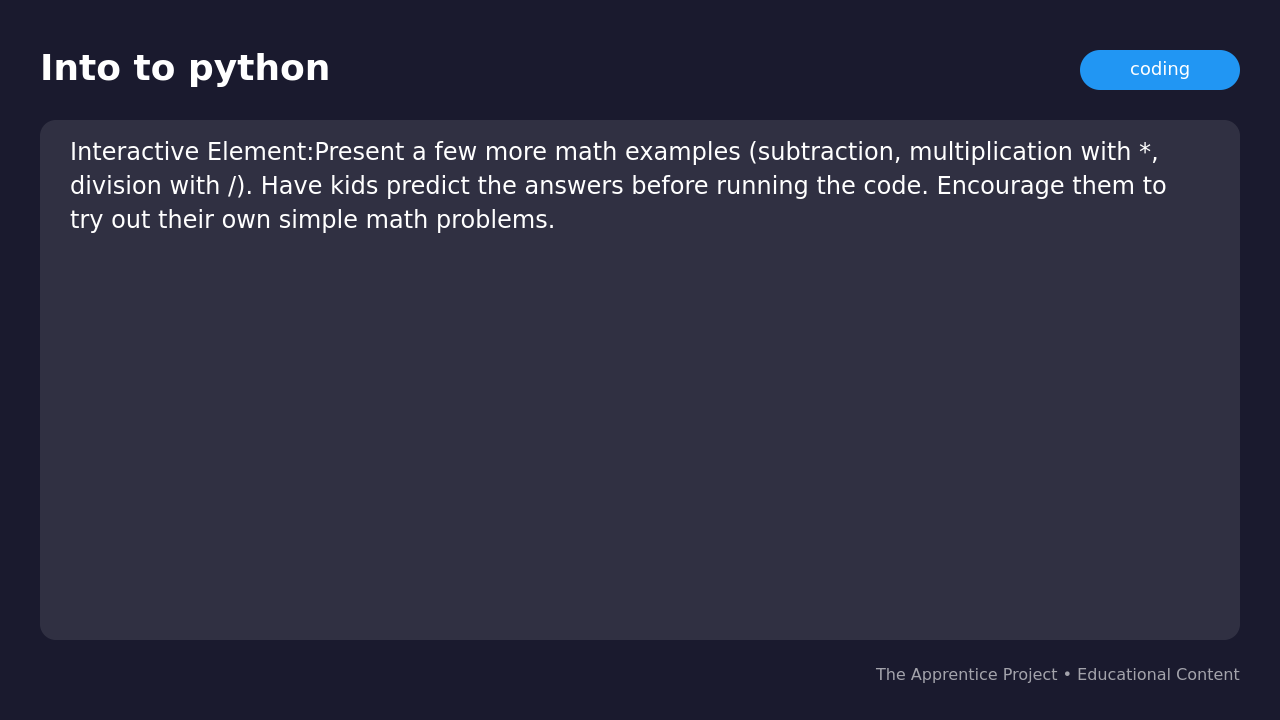 Into to python
coding
Interactive Element:Present a few more math examples (subtraction, multiplication with *,
division with /). Have kids predict the answers before running the code. Encourage them to
try out their own simple math problems.
The Apprentice Project • Educational Content